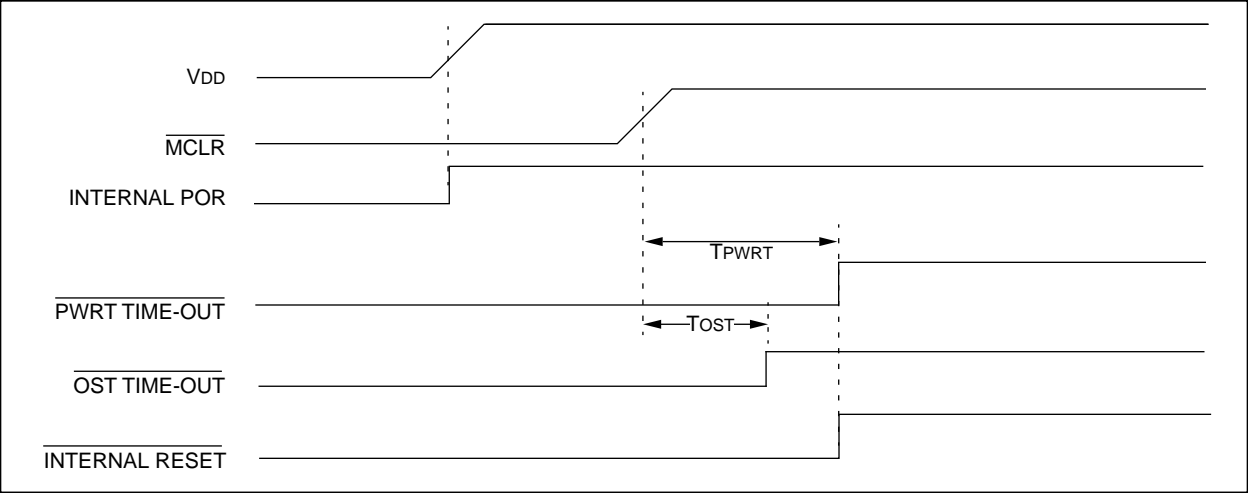 VDD
MCLR
INTERNAL POR
TPWRT
PWRT TIME-OUT
TOST
OST TIME-OUT
INTERNAL RESET